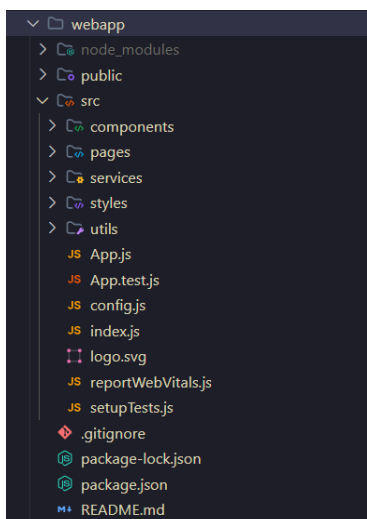 webapp
node_modules
public
src
components
pages
services
styles
utils
JS App.js
JS App.test.js
JS config.js
JS index.js
logo.svg
JS reportWebVitals.js
JS setupTests.js
.gitignore
JS package-lock.json
JS package.json
M↓ README.md